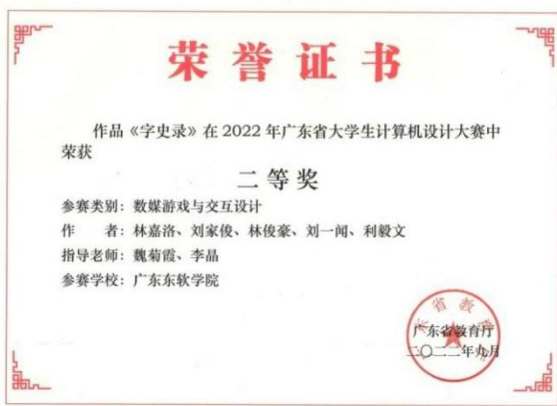 荣誉证书
作品《字史录》在2022年广东省大学生计算机设计大赛中
荣获
二等奖
参赛类别：数媒游戏与交互设计
作 者：林嘉洛、刘家俊、林俊豪、刘一闻、利毅文
指导老师：魏菊霞、李晶
参赛学校：广东东软学院
广东省教育厅
二〇二二年九月